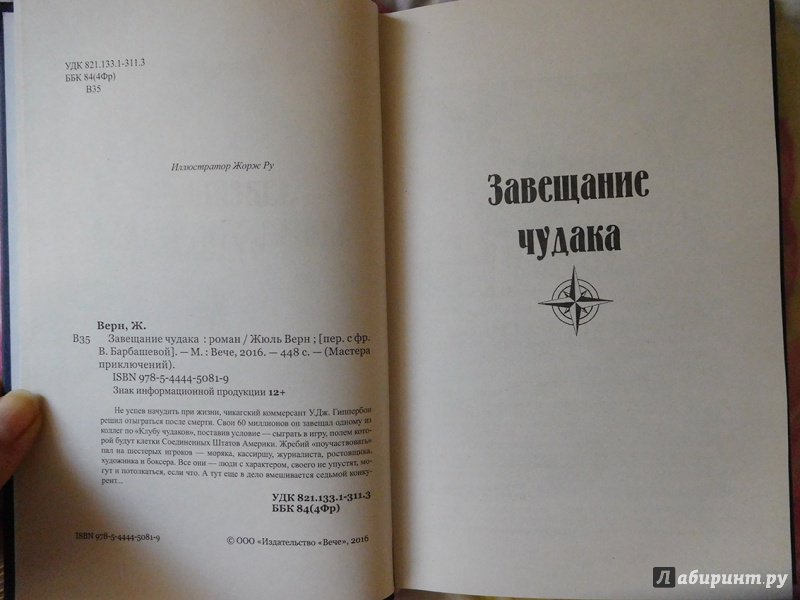 УДК 821.133.1-311.3
ББК 84(4Фр)
В35
Иллюстратор Жорж Ру
Верн, Ж.
В35 Завещание чудака : роман / Жюль Верн ; [пер. с фр.
В. Барбашевой]. — М. : Вече, 2016. — 448 с. — (Мастера
приключений).
ISBN 978-5-4444-5081-9
Знак информационной продукции 12+
Не успев начудить при жизни, чикагский коммерсант У.Дж. Гиппербон
решил отыграться после смерти. Свои 60 миллионов он завещал одному из
коллег по «Клубу чудаков», поставив условие — сыграть в игру, полем кото-
рой будут клетки Соединенных Штатов Америки. Жребий «поучаствовать»
пал на шестерых игроков — моряка, кассиршу, журналиста, ростовщика,
художника и боксера. Все они — люди с характером, своего не упустят, мо-
гут и потолкаться, если что. А тут еще в дело вмешивается седьмой конку-
рент...
УДК 821.133.1-311.3
ББК 84(4Фр)
ISBN 978-5-4444-5081-9
© ООО «Издательство «Вече», 2016
Завещание
чудака
Лабиринт.ру